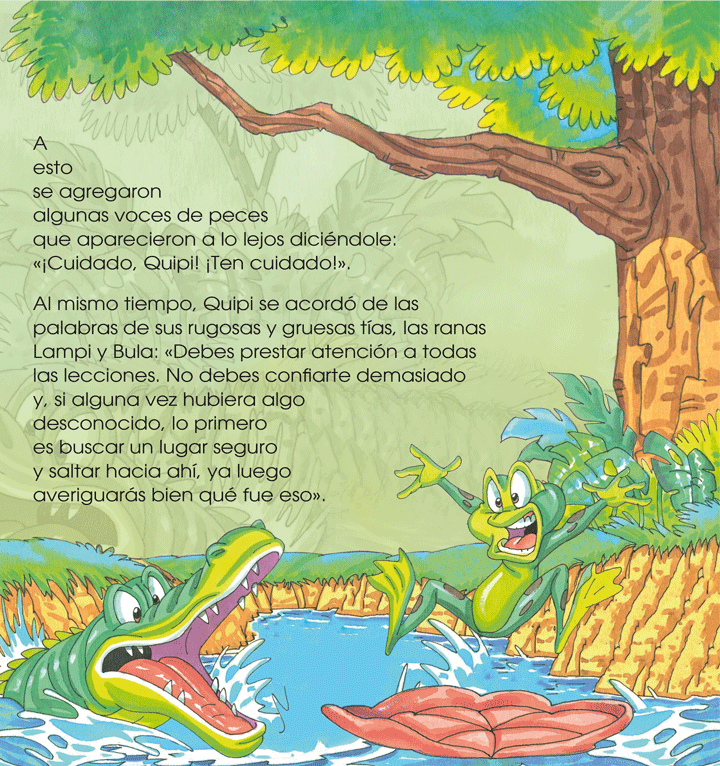 A
esto
se agregaron
algunas voces de peces
que aparecieron a lo lejos diciéndole:
«¡Cuidado, Quipi! ¡Ten cuidado!».
Al mismo tiempo, Quipi se acordó de las
palabras de sus rugosas y gruesas tías, las ranas
Lampi y Bula: «Debes prestar atención a todas
las lecciones. No debes confiarte demasiado
y, si alguna vez hubiera algo
desconocido, lo primero
es buscar un lugar seguro
y saltar hacia ahí, ya luego
averiguarás bien qué fue eso».